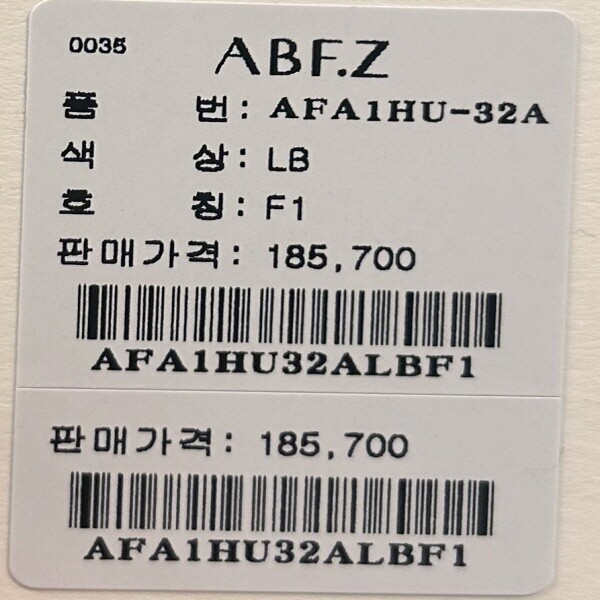 0035
ABF.Z
품 번: AFA1HU-32A
색 상: LB
호 칭: F1
판매가격: 185,700
AFA1HU32ALBF1
판매가격: 185,700
AFA1HU32ALBF1